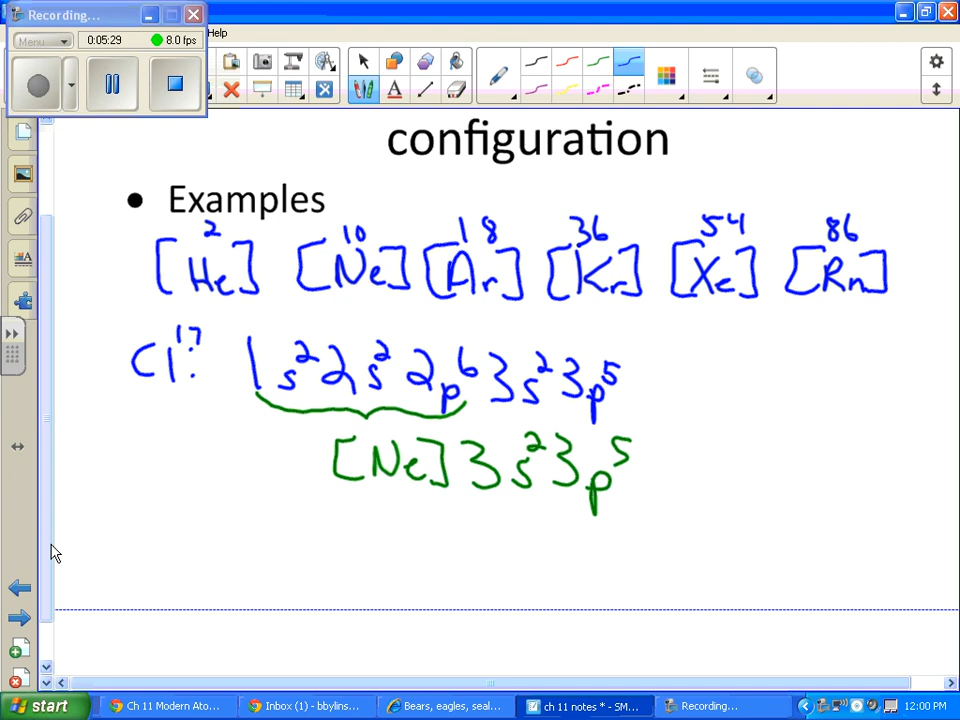 Recording...
Menu
0:05:29
8.0 fps
Help
configuration
• Examples
2 10 18 36 54 86
[He] [Ne] [Ar] [Kr] [Xe] [Rn]
Cl 17: 1s² 2s² 2p⁶ 3s² 3p⁵
[Ne] 3s² 3p⁵
start
Ch 11 Modern Ato...
Inbox (1) - bbylins...
Bears, eagles, seal...
ch 11 notes * - SM...
Recording...
12:00 PM